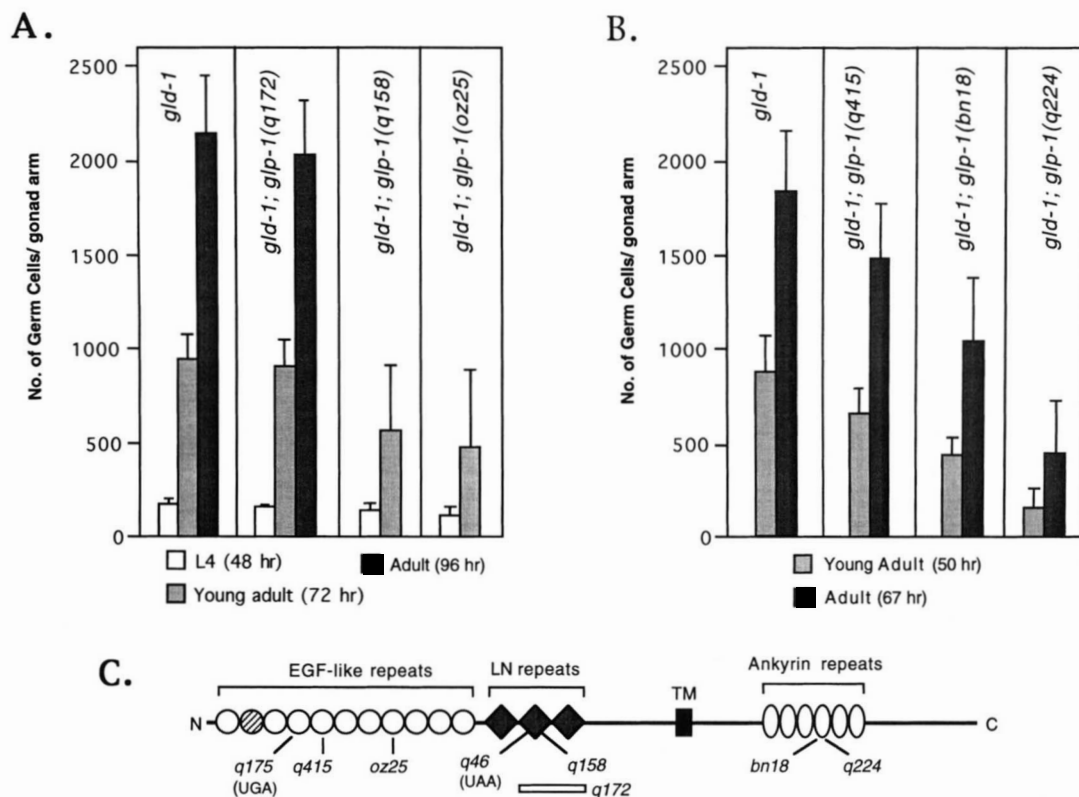 A.
No. of Germ Cells/ gonad arm
2500
2000
1500
1000
500
0
gld-1
gld-1; glp-1(q172)
gld-1; glp-1(q158)
gld-1; glp-1(oz25)
L4 (48 hr)
Adult (96 hr)
Young adult (72 hr)
B.
No. of Germ Cells/ gonad arm
2500
2000
1500
1000
500
0
gld-1
gld-1; glp-1(q415)
gld-1; glp-1(bn18)
gld-1; glp-1(q224)
Young Adult (50 hr)
Adult (67 hr)
C.
EGF-like repeats
LN repeats
Ankyrin repeats
TM
N
C
q175
(UGA)
q415
oz25
q46
(UAA)
q158
q172
bn18
q224